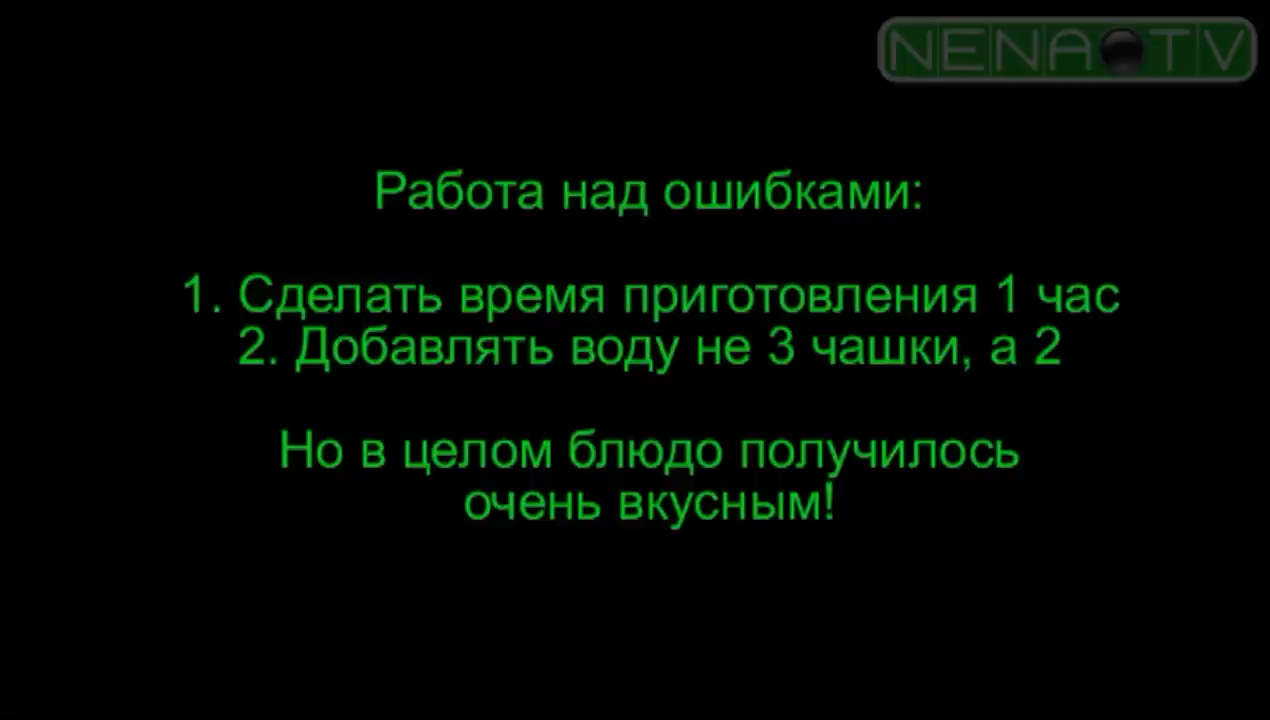 NENA TV
Работа над ошибками:
1. Сделать время приготовления 1 час
2. Добавлять воду не 3 чашки, а 2
Но в целом блюдо получилось
очень вкусным!